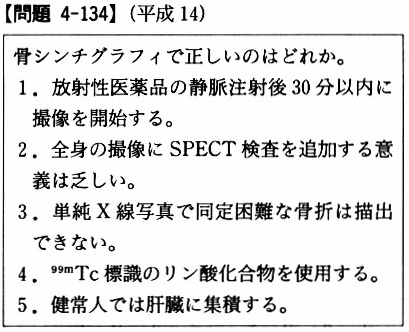 【問題 4-134】(平成 14)
骨シンチグラフィで正しいのはどれか。
1．放射性医薬品の静脈注射後 30 分以内に
撮像を開始する。
2．全身の撮像に SPECT 検査を追加する意
義は乏しい。
3．単純 X 線写真で同定困難な骨折は描出
できない。
4．⁹⁹ᵐTc 標識のリン酸化合物を使用する。
5．健常人では肝臓に集積する。